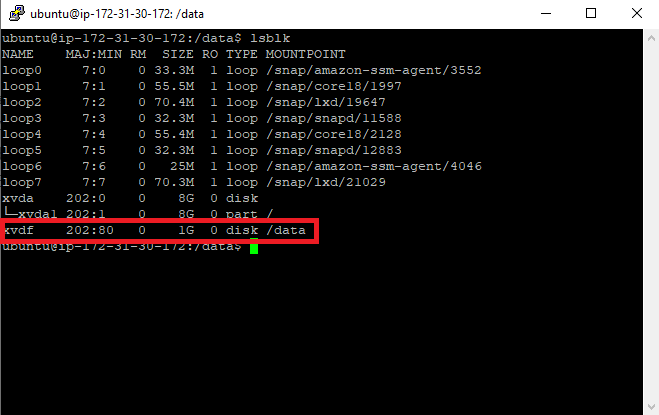 ubuntu@ip-172-31-30-172: /data
ubuntu@ip-172-31-30-172:/data$ lsblk
NAME    MAJ:MIN RM  SIZE RO TYPE MOUNTPOINT
loop0     7:0    0 33.3M  1 loop /snap/amazon-ssm-agent/3552
loop1     7:1    0 55.5M  1 loop /snap/core18/1997
loop2     7:2    0 70.4M  1 loop /snap/lxd/19647
loop3     7:3    0 32.3M  1 loop /snap/snapd/11588
loop4     7:4    0 55.4M  1 loop /snap/core18/2128
loop5     7:5    0 32.3M  1 loop /snap/snapd/12883
loop6     7:6    0   25M  1 loop /snap/amazon-ssm-agent/4046
loop7     7:7    0 70.3M  1 loop /snap/lxd/21029
xvda    202:0    0    8G  0 disk
└─xvda1 202:1    0    8G  0 part /
xvdf    202:80   0    1G  0 disk /data
ubuntu@ip-172-31-30-172:/data$